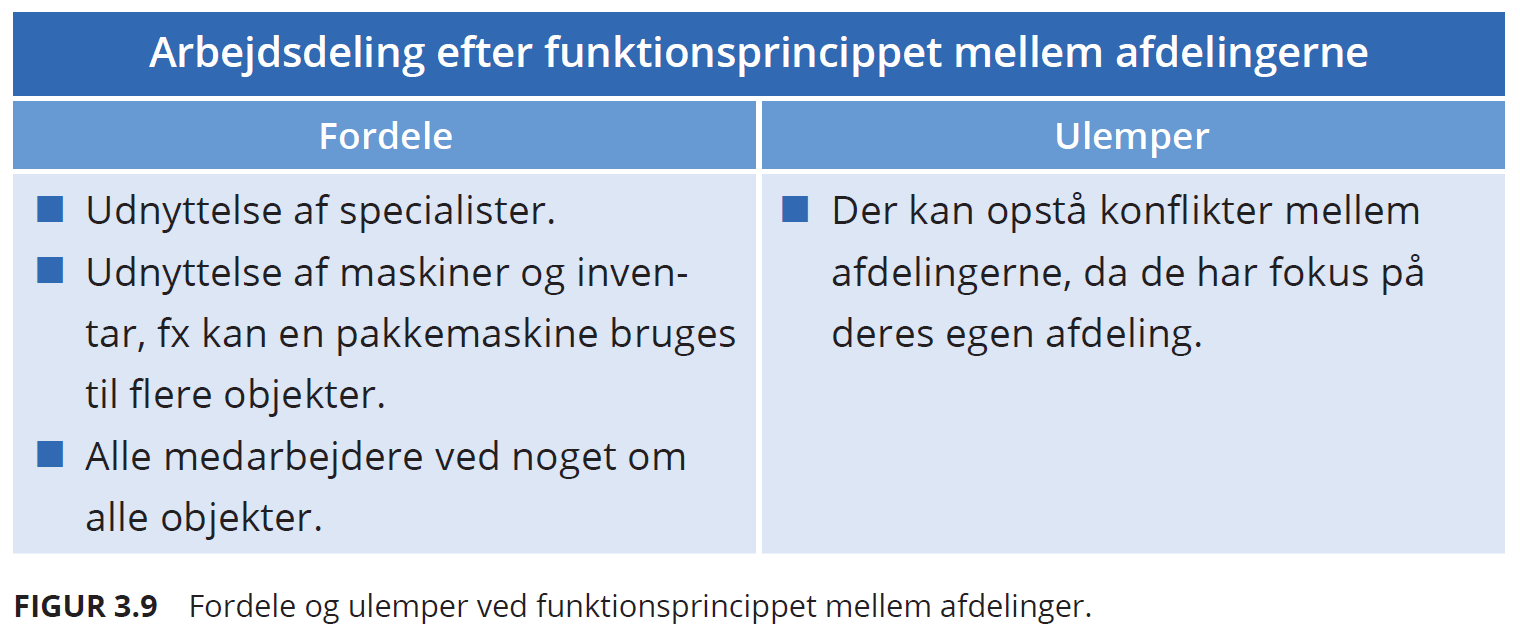 Arbejdsdeling efter funktionsprincippet mellem afdelingerne
Fordele
Udnyttelse af specialister.
Udnyttelse af maskiner og inven-
tar, fx kan en pakkemaskine bruges
til flere objekter.
Alle medarbejdere ved noget om
alle objekter.
Ulemper
Der kan opstå konflikter mellem
afdelingerne, da de har fokus på
deres egen afdeling.
FIGUR 3.9 Fordele og ulemper ved funktionsprincippet mellem afdelinger.